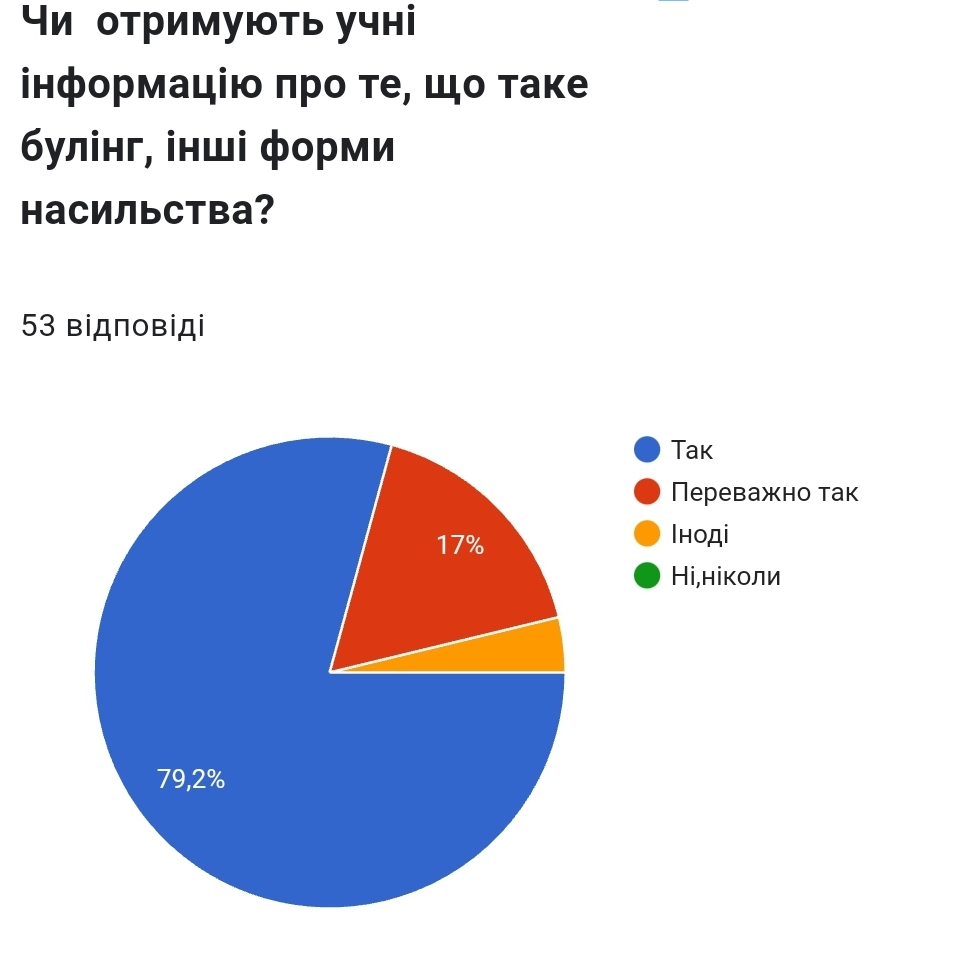 Чи  отримують учні
інформацію про те, що таке
булінг, інші форми
насильства?
53 відповіді
Так
Переважно так
Іноді
Ні,ніколи
17%
79,2%